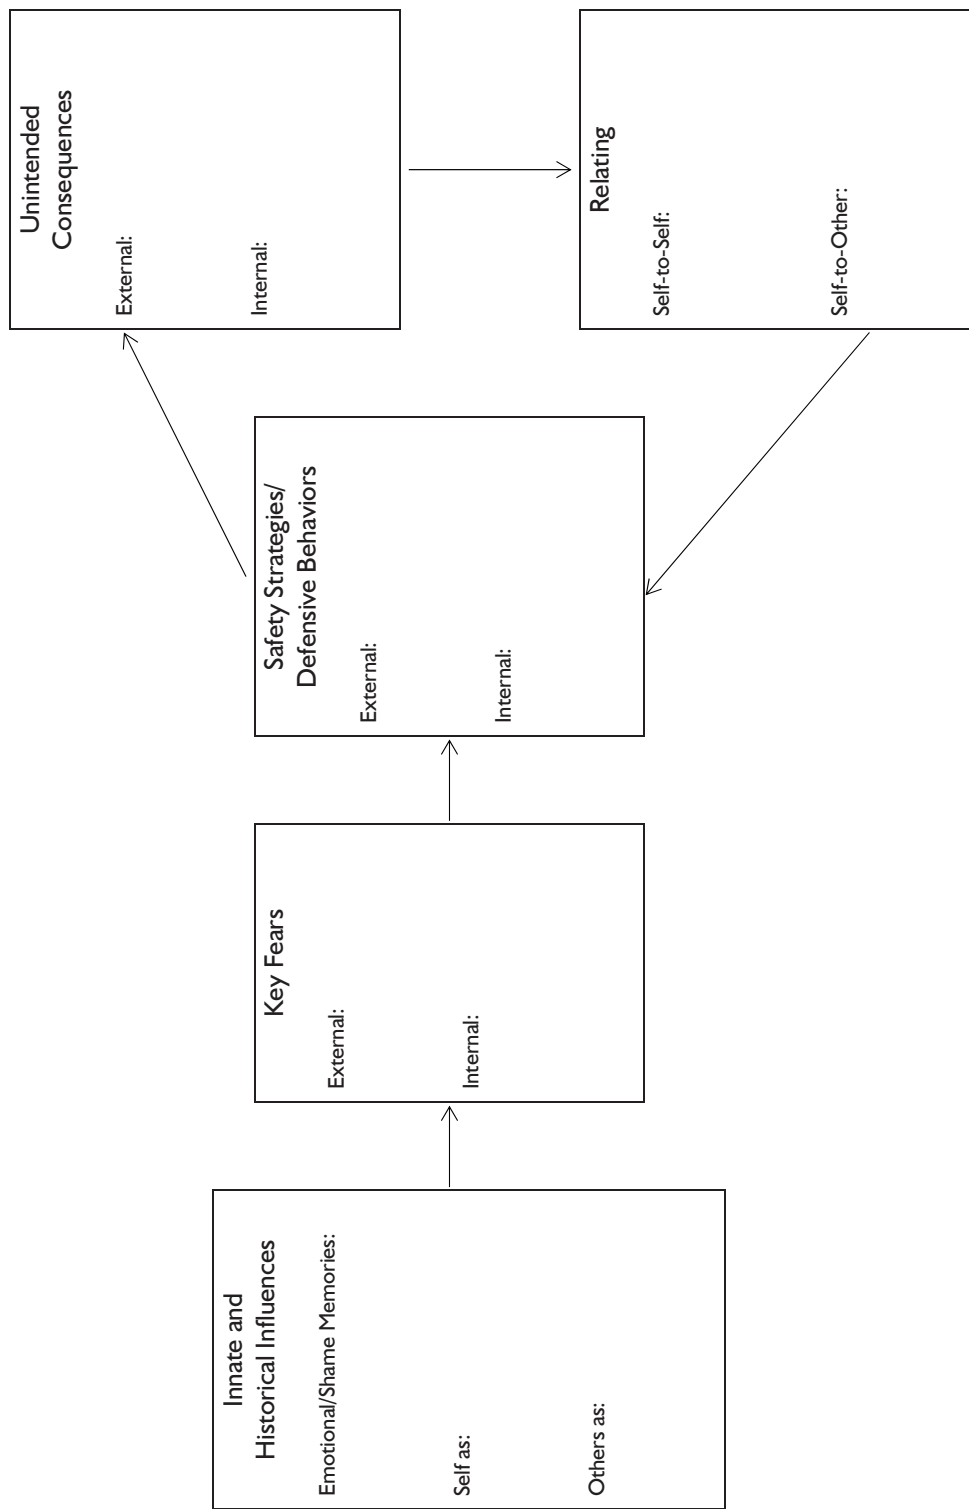 Innate and
Historical Influences
Emotional/Shame Memories:
Self as:
Others as:
Key Fears
External:
Internal:
Safety Strategies/
Defensive Behaviors
External:
Internal:
Unintended
Consequences
External:
Internal:
Relating
Self-to-Self:
Self-to-Other: